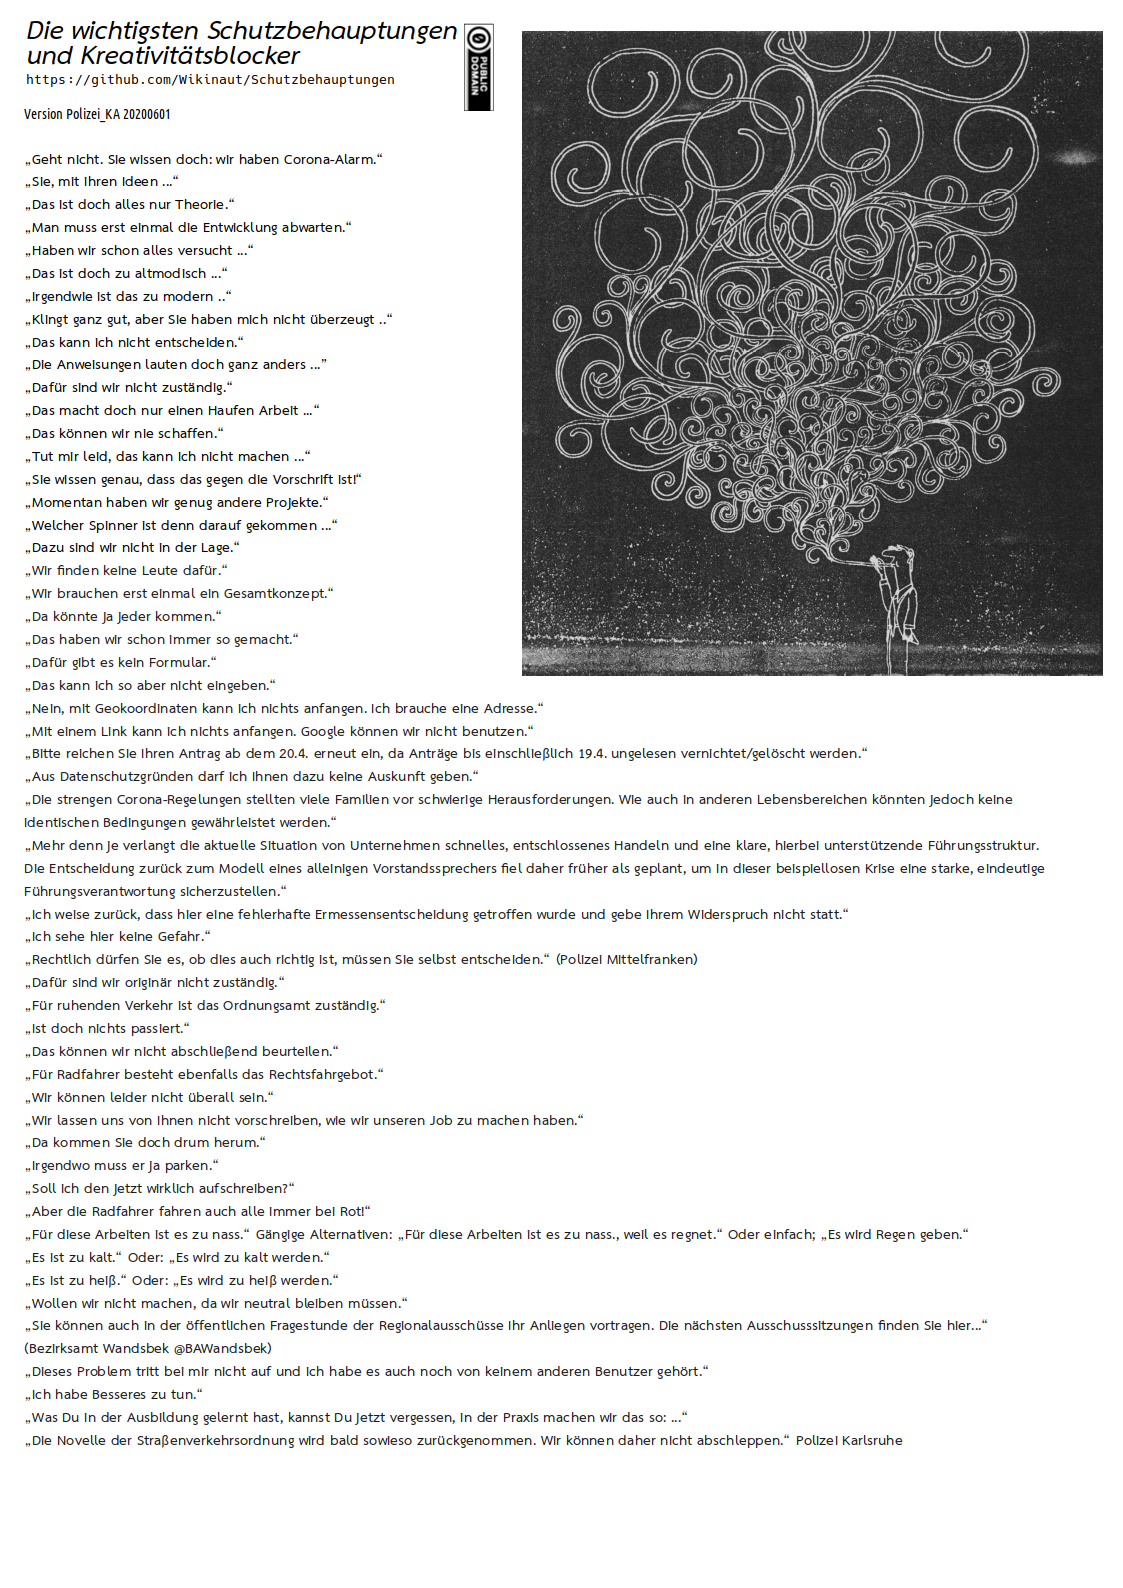 Die wichtigsten Schutzbehauptungen
und Kreativitätsblocker
https://github.com/Wikinaut/Schutzbehauptungen
PUBLIC
DOMAIN
Version Polizei_KA 20200601
„Geht nicht. Sie wissen doch: wir haben Corona-Alarm.“
„Sie, mit Ihren Ideen ...“
„Das ist doch alles nur Theorie.“
„Man muss erst einmal die Entwicklung abwarten.“
„Haben wir schon alles versucht ...“
„Das ist doch zu altmodisch ...“
„Irgendwie ist das zu modern ..“
„Klingt ganz gut, aber Sie haben mich nicht überzeugt ..“
„Das kann ich nicht entscheiden.“
„Die Anweisungen lauten doch ganz anders ...”
„Dafür sind wir nicht zuständig.“
„Das macht doch nur einen Haufen Arbeit ...“
„Das können wir nie schaffen.“
„Tut mir leid, das kann ich nicht machen ...“
„Sie wissen genau, dass das gegen die Vorschrift ist!“
„Momentan haben wir genug andere Projekte.“
„Welcher Spinner ist denn darauf gekommen ...“
„Dazu sind wir nicht in der Lage.“
„Wir finden keine Leute dafür.“
„Wir brauchen erst einmal ein Gesamtkonzept.“
„Da könnte ja jeder kommen.“
„Das haben wir schon immer so gemacht.“
„Dafür gibt es kein Formular.“
„Das kann ich so aber nicht eingeben.“
„Nein, mit Geokoordinaten kann ich nichts anfangen. Ich brauche eine Adresse.“
„Mit einem Link kann ich nichts anfangen. Google können wir nicht benutzen.“
„Bitte reichen Sie Ihren Antrag ab dem 20.4. erneut ein, da Anträge bis einschließlich 19.4. ungelesen vernichtet/gelöscht werden.“
„Aus Datenschutzgründen darf ich Ihnen dazu keine Auskunft geben.“
„Die strengen Corona-Regelungen stellten viele Familien vor schwierige Herausforderungen. Wie auch in anderen Lebensbereichen könnten jedoch keine
identischen Bedingungen gewährleistet werden.“
„Mehr denn je verlangt die aktuelle Situation von Unternehmen schnelles, entschlossenes Handeln und eine klare, hierbei unterstützende Führungsstruktur.
Die Entscheidung zurück zum Modell eines alleinigen Vorstandssprechers fiel daher früher als geplant, um in dieser beispiellosen Krise eine starke, eindeutige
Führungsverantwortung sicherzustellen.“
„Ich weise zurück, dass hier eine fehlerhafte Ermessensentscheidung getroffen wurde und gebe Ihrem Widerspruch nicht statt.“
„Ich sehe hier keine Gefahr.“
„Rechtlich dürfen Sie es, ob dies auch richtig ist, müssen Sie selbst entscheiden.“ (Polizei Mittelfranken)
„Dafür sind wir originär nicht zuständig.“
„Für ruhenden Verkehr ist das Ordnungsamt zuständig.“
„Ist doch nichts passiert.“
„Das können wir nicht abschließend beurteilen.“
„Für Radfahrer besteht ebenfalls das Rechtsfahrgebot.“
„Wir können leider nicht überall sein.“
„Wir lassen uns von Ihnen nicht vorschreiben, wie wir unseren Job zu machen haben.“
„Da kommen Sie doch drum herum.“
„Irgendwo muss er ja parken.“
„Soll ich den jetzt wirklich aufschreiben?“
„Aber die Radfahrer fahren auch alle immer bei Rot!“
„Für diese Arbeiten ist es zu nass.“ Gängige Alternativen: „Für diese Arbeiten ist es zu nass., weil es regnet.“ Oder einfach; „Es wird Regen geben.“
„Es ist zu kalt.“ Oder: „Es wird zu kalt werden.“
„Es ist zu heiß.“ Oder: „Es wird zu heiß werden.“
„Wollen wir nicht machen, da wir neutral bleiben müssen.“
„Sie können auch in der öffentlichen Fragestunde der Regionalausschüsse Ihr Anliegen vortragen. Die nächsten Ausschusssitzungen finden Sie hier...“
(Bezirksamt Wandsbek @BAWandsbek)
„Dieses Problem tritt bei mir nicht auf und ich habe es auch noch von keinem anderen Benutzer gehört.“
„Ich habe Besseres zu tun.“
„Was Du in der Ausbildung gelernt hast, kannst Du jetzt vergessen, in der Praxis machen wir das so: ...“
„Die Novelle der Straßenverkehrsordnung wird bald sowieso zurückgenommen. Wir können daher nicht abschleppen.“ Polizei Karlsruhe